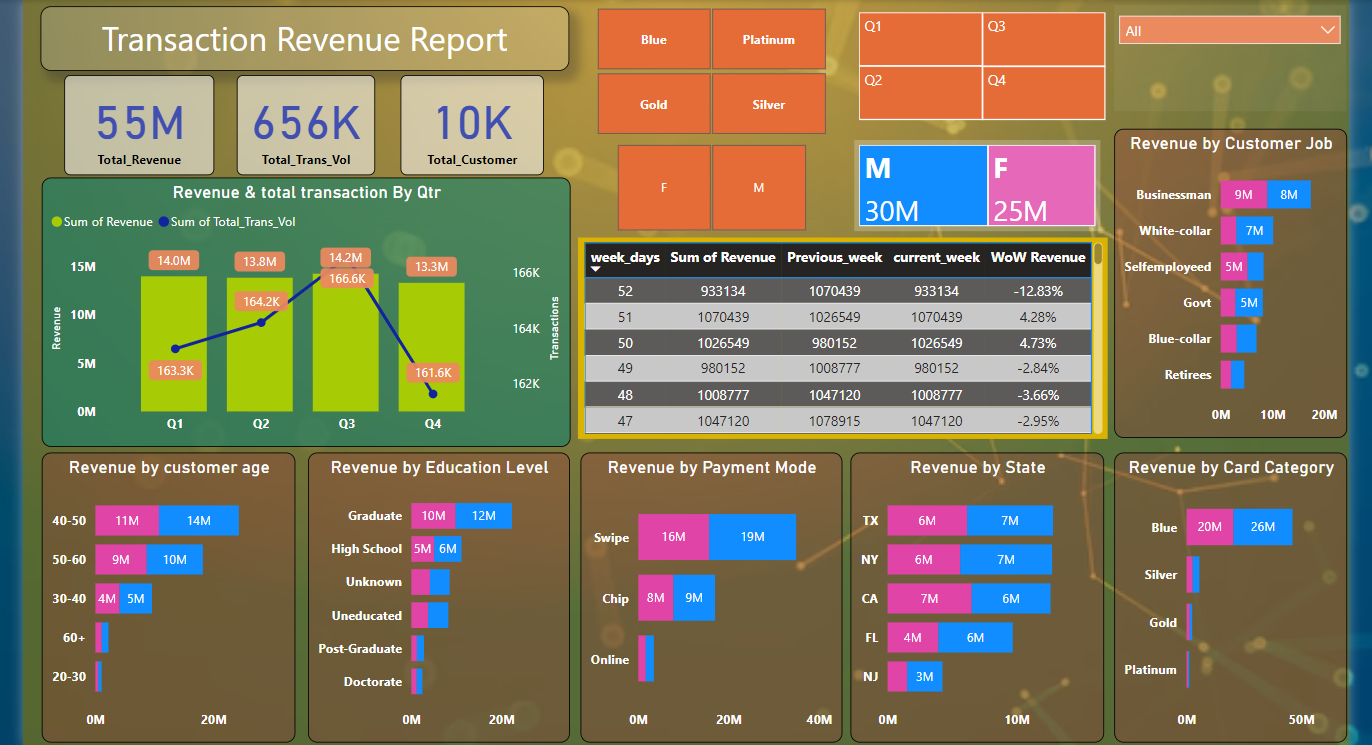 Transaction Revenue Report
55M
Total_Revenue
656K
Total_Trans_Vol
10K
Total_Customer
Blue
Platinum
Gold
Silver
F
M
Q1
Q3
Q2
Q4
All
M
30M
F
25M
Revenue & total transaction By Qtr
Sum of Revenue
Sum of Total_Trans_Vol
Revenue
15M
10M
5M
0M
14.0M
13.8M
14.2M
13.3M
163.3K
164.2K
166.6K
161.6K
166K
164K
162K
Transactions
Q1
Q2
Q3
Q4
week_days Sum of Revenue Previous_week current_week WoW Revenue
52 933134 1070439 933134 -12.83%
51 1070439 1026549 1070439 4.28%
50 1026549 980152 1026549 4.73%
49 980152 1008777 980152 -2.84%
48 1008777 1047120 1008777 -3.66%
47 1047120 1078915 1047120 -2.95%
Revenue by Customer Job
Businessman 9M 8M
White-collar 7M
Selfemployeed 5M
Govt 5M
Blue-collar
Retirees
0M 10M 20M
Revenue by customer age
40-50 11M 14M
50-60 9M 10M
30-40 4M 5M
60+
20-30
0M 20M
Revenue by Education Level
Graduate 10M 12M
High School 5M 6M
Unknown
Uneducated
Post-Graduate
Doctorate
0M 20M
Revenue by Payment Mode
Swipe 16M 19M
Chip 8M 9M
Online
0M 20M 40M
Revenue by State
TX 6M 7M
NY 6M 7M
CA 7M 6M
FL 4M 6M
NJ 3M
0M 10M
Revenue by Card Category
Blue 20M 26M
Silver
Gold
Platinum
0M 50M